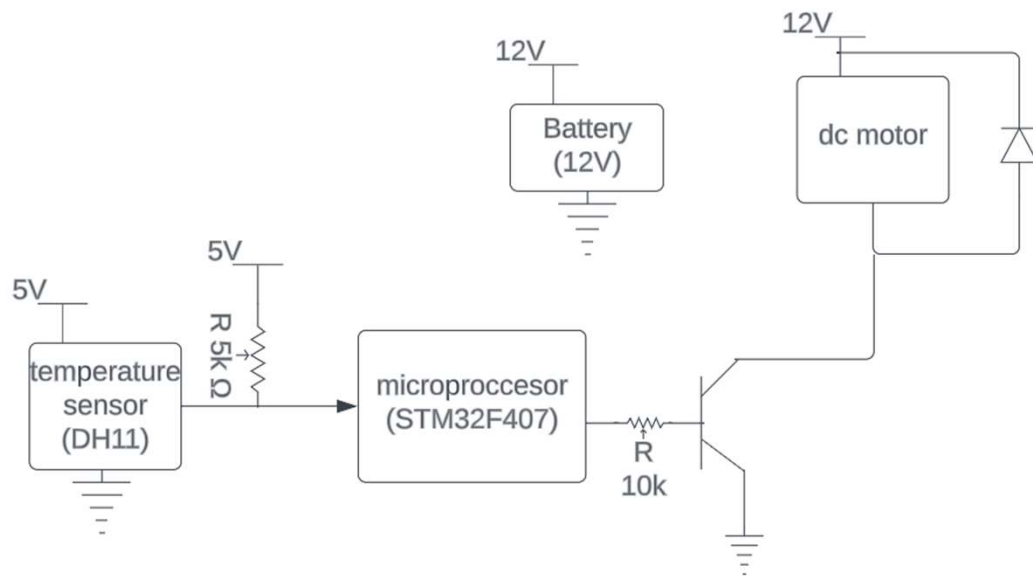 12V
12V
Battery
(12V)
dc motor
5V
5V
R 5k Ω
temperature
sensor
(DH11)
microproccesor
(STM32F407)
R
10k